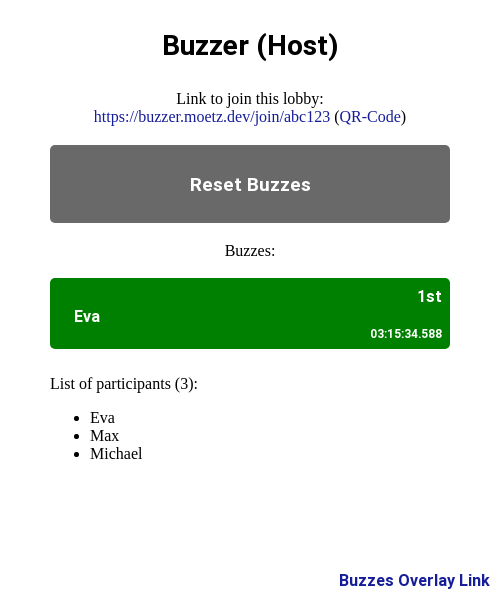 Buzzer (Host)
Link to join this lobby:
https://buzzer.moetz.dev/join/abc123 (QR-Code)
Reset Buzzes
Buzzes:
1st
Eva
03:15:34.588
List of participants (3):
• Eva
• Max
• Michael
Buzzes Overlay Link